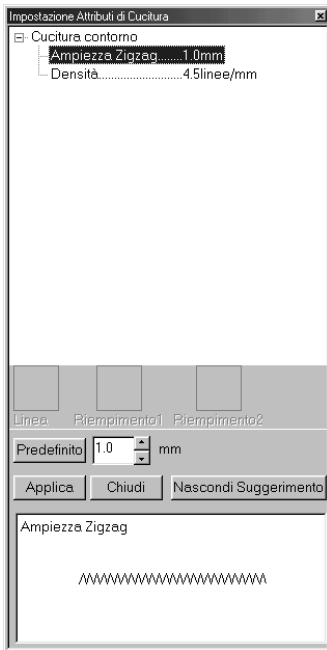 Impostazione Attributi di Cucitura
Cucitura contorno
Ampiezza Zigzag.......1.0mm
Densità.........................4.5linee/mm
Linea Riempimento1 Riempimento2
Predefinito 1.0 mm
Applica Chiudi Nascondi Suggerimento
Ampiezza Zigzag